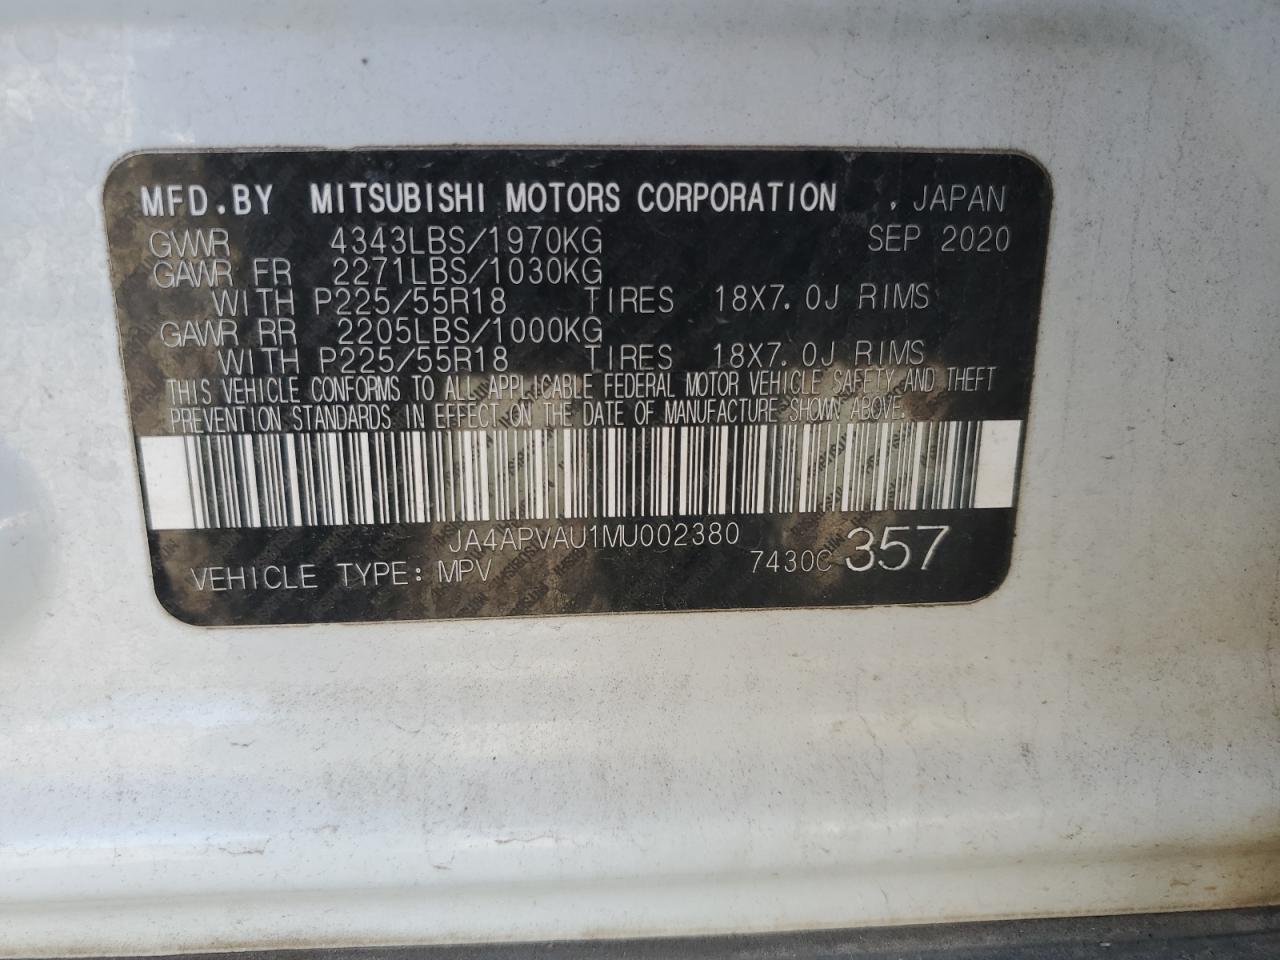 MFD.BY MITSUBISHI MOTORS CORPORATION , JAPAN
GVWR 4343LBS/1970KG SEP 2020
GAWR FR 2271LBS/1030KG
WITH P225/55R18 TIRES 18X7.0J RIMS
GAWR RR 2205LBS/1000KG
WITH P225/55R18 TIRES 18X7.0J RIMS
THIS VEHICLE CONFORMS TO ALL APPLICABLE FEDERAL MOTOR VEHICLE SAFETY AND THEFT
PREVENTION STANDARDS IN EFFECT ON THE DATE OF MANUFACTURE SHOWN ABOVE.
JA4APVAU1MU002380
VEHICLE TYPE: MPV 7430C 357